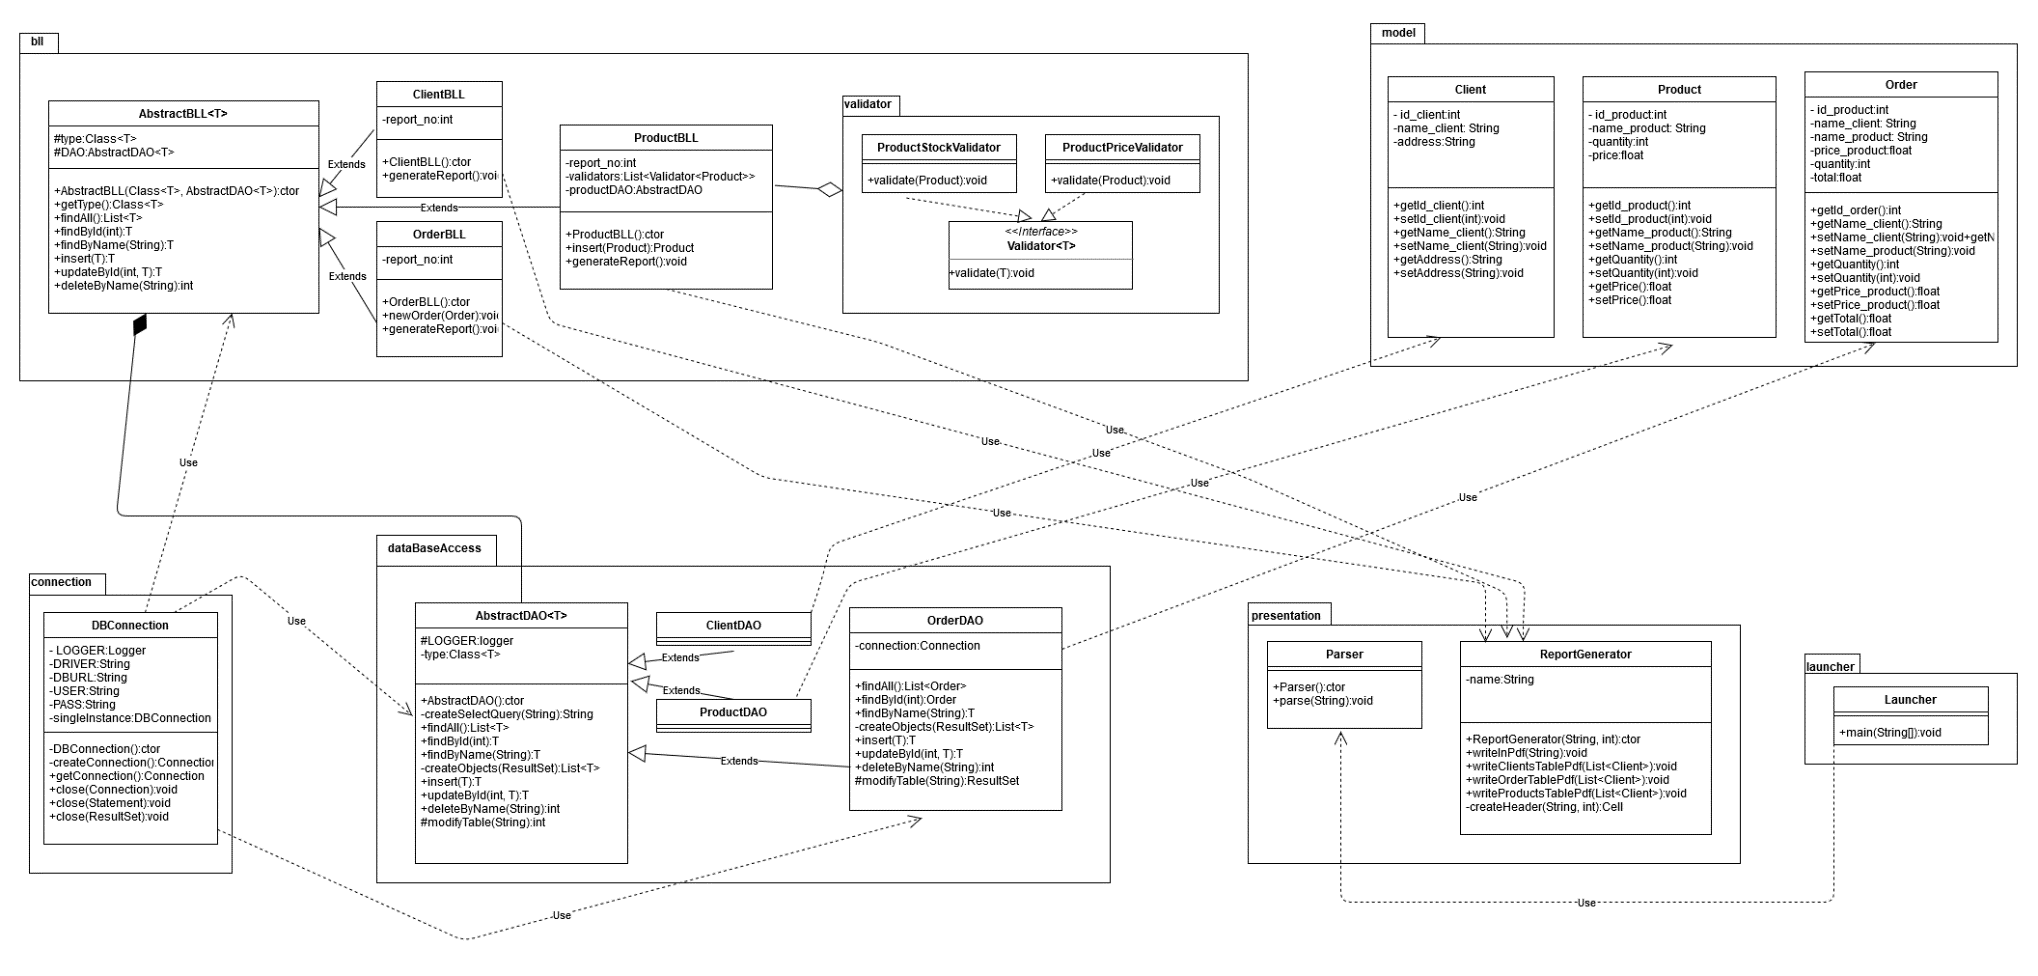 bll
AbstractBLL<T>
#type:Class<T>
#DAO:AbstractDAO<T>
+AbstractBLL(Class<T>, AbstractDAO<T>):ctor
+getType():Class<T>
+findAll():List<T>
+findById(int):T
+findByName(String):T
+insert(T):T
+updateById(int, T):T
+deleteByName(String):int
Extends
Extends
Extends
ClientBLL
-report_no:int
+ClientBLL():ctor
+generateReport():voi
OrderBLL
-report_no:int
+OrderBLL():ctor
+newOrder(Order):voi
+generateReport():voi
ProductBLL
-report_no:int
-validators:List<Validator<Product>>
-productDAO:AbstractDAO
+ProductBLL():ctor
+insert(Product):Product
+generateReport():void
validator
ProductStockValidator
+validate(Product):void
ProductPriceValidator
+validate(Product):void
<<Interface>>
Validator<T>
+validate(T):void
model
Client
- id_client:int
-name_client: String
-address:String
+getId_client():int
+setId_client(int):void
+getName_client():String
+setName_client(String):void
+getAddress():String
+setAddress(String):void
Product
- id_product:int
-name_product: String
-quantity:int
-price:float
+getId_product():int
+setId_product(int):void
+getName_product():String
+setName_product(String):void
+getQuantity():int
+setQuantity(int):void
+getPrice():float
+setPrice():float
Order
- id_product:int
-name_client: String
-name_product: String
-price_product:float
-quantity:int
-total:float
+getId_order():int
+getName_client():String
+setName_client(String):void+getN
+setName_product(String):void
+getQuantity():int
+setQuantity(int):void
+getPrice_product():float
+setPrice_product():float
+getTotal():float
+setTotal():float
Use
Use
Use
Use
Use
Use
Use
connection
DBConnection
- LOGGER:Logger
-DRIVER:String
-DBURL:String
-USER:String
-PASS:String
-singleInstance:DBConnection
-DBConnection():ctor
-createConnection():Connection
+getConnection():Connection
+close(Connection):void
+close(Statement):void
+close(ResultSet):void
Use
Use
dataBaseAccess
AbstractDAO<T>
#LOGGER:logger
-type:Class<T>
+AbstractDAO():ctor
-createSelectQuery(String):String
+findAll():List<T>
+findById(int):T
+findByName(String):T
-createObjects(ResultSet):List<T>
+insert(T):T
+updateById(int, T):T
+deleteByName(String):int
#modifyTable(String):int
ClientDAO
Extends
Extends
ProductDAO
Extends
OrderDAO
-connection:Connection
+findAll():List<Order>
+findById(int):Order
+findByName(String):T
-createObjects(ResultSet):List<T>
+insert(T):T
+updateById(int, T):T
+deleteByName(String):int
#modifyTable(String):ResultSet
presentation
Parser
+Parser():ctor
+parse(String):void
ReportGenerator
-name:String
+ReportGenerator(String, int):ctor
+writeInPdf(String):void
+writeClientsTablePdf(List<Client>):void
+writeOrderTablePdf(List<Client>):void
+writeProductsTablePdf(List<Client>):void
-createHeader(String, int):Cell
launcher
Launcher
+main(String[]):void
Use